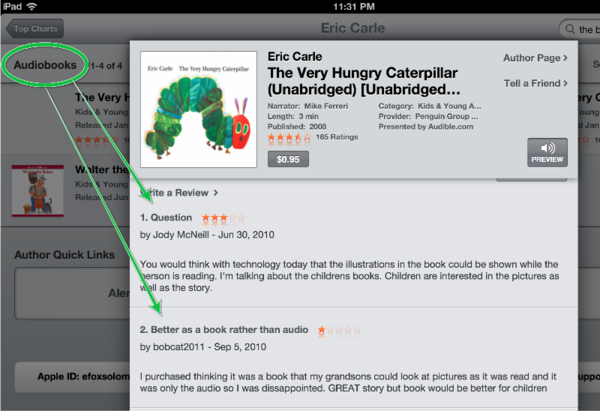 iPad
11:31 PM
Top Charts
Eric Carle
the b
Audiobooks
1-4 of 4
The Very H
Kids & Young
Released Jan
Walter the
Kids & Young
Released Jan
Author Quick Links
Aler
Apple ID: efoxsolom
Eric Carle
The Very Hungry Caterpillar
(Unabridged) [Unabridged...
Narrator: Mike Ferreri
Category: Kids & Young A...
Length: 3 min
Provider: Penguin Group ...
Published: 2008
Presented by Audible.com
165 Ratings
$0.95
Author Page >
Tell a Friend >
PREVIEW
Eric Carle The Very Hungry Caterpillar
Write a Review >
1. Question
by Jody McNeill - Jun 30, 2010
You would think with technology today that the illustrations in the book could be shown while the
person is reading. I'm talking about the childrens books. Children are interested in the pictures as
well as the story.
2. Better as a book rather than audio
by bobcat2011 - Sep 5, 2010
I purchased thinking it was a book that my grandsons could look at pictures as it was read and it
was only the audio so I was dissappointed. GREAT story but book would be better for children